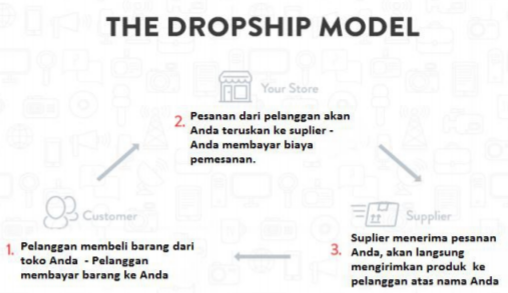 THE DROPSHIP MODEL
Your Store
2. Pesanan dari pelanggan akan
Anda teruskan ke suplier -
Anda membayar biaya
pemesanan.
Customer
1. Pelanggan membeli barang dari
toko Anda - Pelanggan
membayar barang ke Anda
Supplier
3. Suplier menerima pesanan
Anda, akan langsung
mengirimkan produk ke
pelanggan atas nama Anda